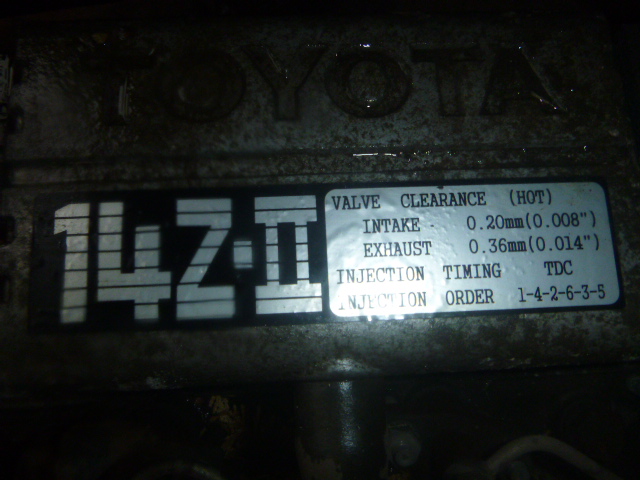 TOYOTA
14Z-II
VALVE CLEARANCE (HOT)
INTAKE 0.20mm(0.008")
EXHAUST 0.36mm(0.014")
INJECTION TIMING TDC
INJECTION ORDER 1-4-2-6-3-5